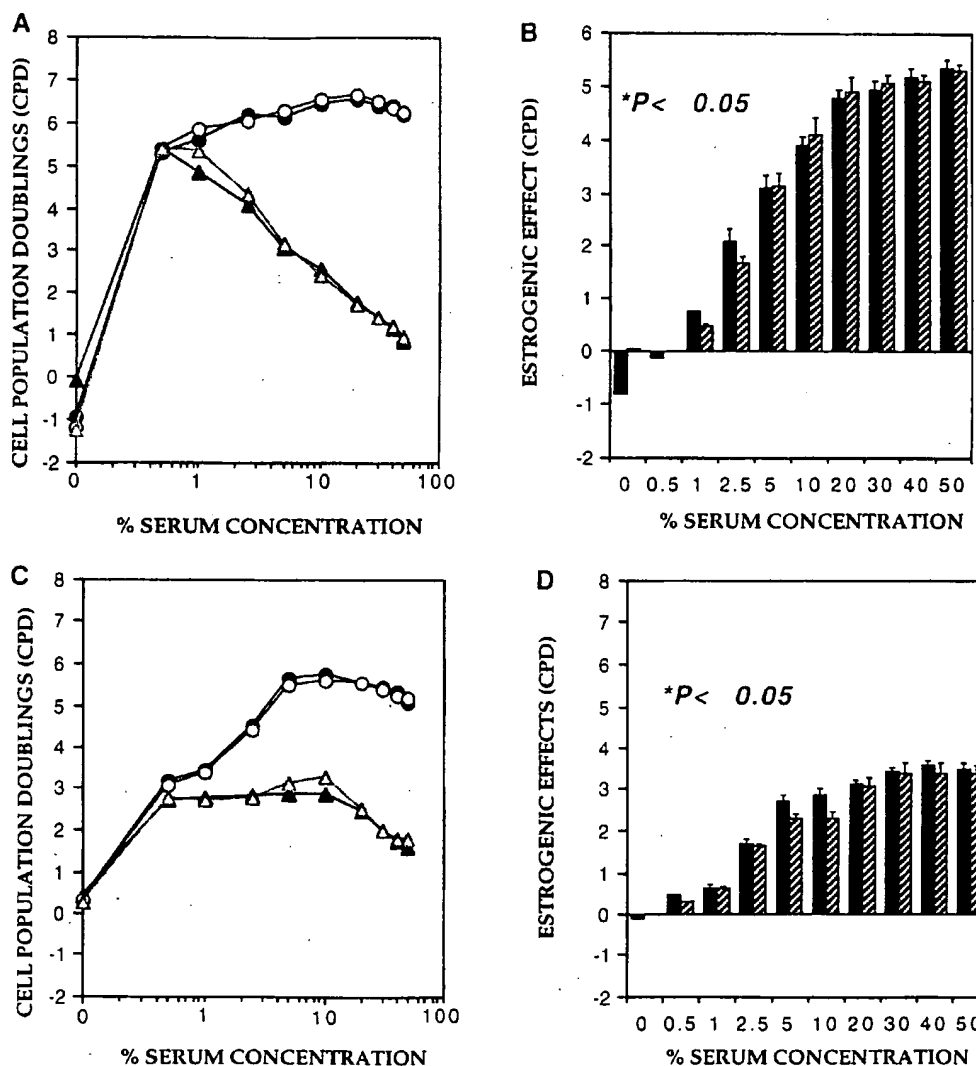 A
CELL POPULATION DOUBLINGS (CPD)
8
7
6
5
4
3
2
1
0
-1
-2
0 1 10 100
% SERUM CONCENTRATION
B
ESTROGENIC EFFECT (CPD)
6
5
4
3
2
1
0
-1
-2
*P< 0.05
0 0.5 1 2.5 5 10 20 30 40 50
% SERUM CONCENTRATION
C
CELL POPULATION DOUBLINGS (CPD)
8
7
6
5
4
3
2
1
0
-1
-2
0 1 10 100
% SERUM CONCENTRATION
D
ESTROGENIC EFFECTS (CPD)
8
7
6
5
4
3
2
1
0
-1
-2
*P< 0.05
0 0.5 1 2.5 5 10 20 30 40 50
% SERUM CONCENTRATION